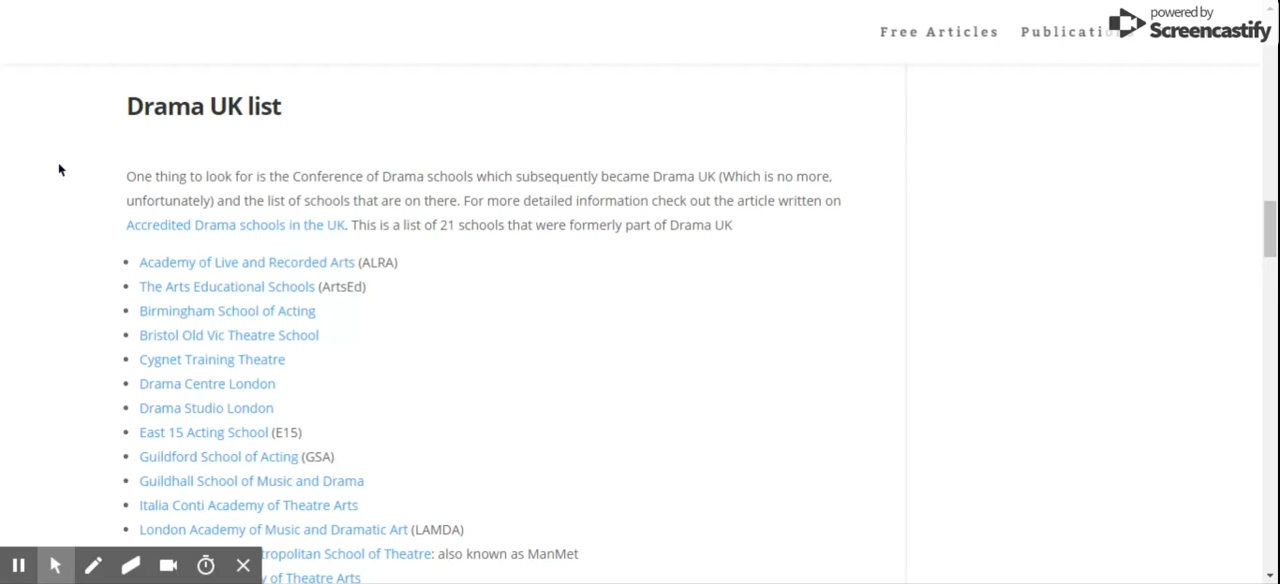 powered by
Screencastify
Free Articles
Drama UK list
One thing to look for is the Conference of Drama schools which subsequently became Drama UK (Which is no more,
unfortunately) and the list of schools that are on there. For more detailed information check out the article written on
Accredited Drama schools in the UK. This is a list of 21 schools that were formerly part of Drama UK
Academy of Live and Recorded Arts (ALRA)
The Arts Educational Schools (ArtsEd)
Birmingham School of Acting
Bristol Old Vic Theatre School
Cygnet Training Theatre
Drama Centre London
Drama Studio London
East 15 Acting School (E15)
Guildford School of Acting (GSA)
Guildhall School of Music and Drama
Italia Conti Academy of Theatre Arts
London Academy of Music and Dramatic Art (LAMDA)
tropolitan School of Theatre: also known as ManMet
y of Theatre Arts